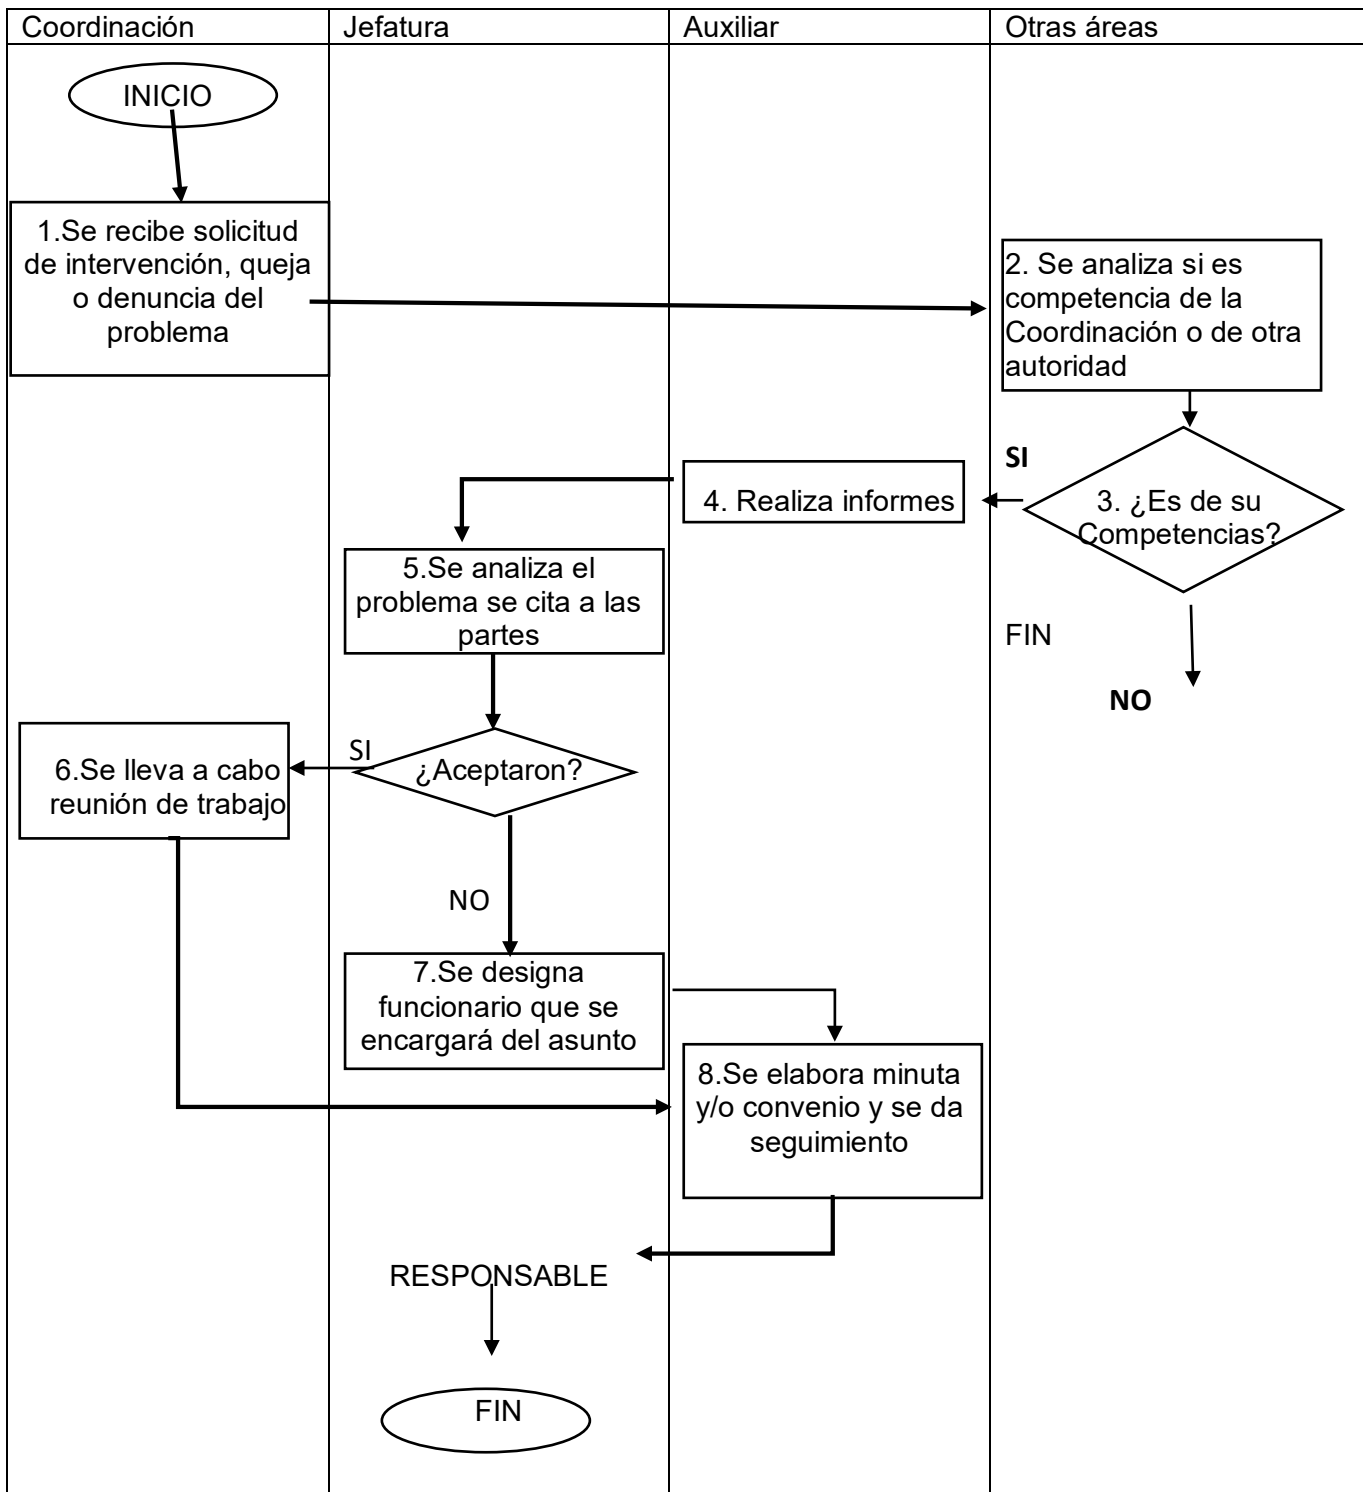 Coordinación
Jefatura
Auxiliar
Otras áreas
INICIO
1.Se recibe solicitud
de intervención, queja
o denuncia del
problema
2. Se analiza si es
competencia de la
Coordinación o de otra
autoridad
SI
3. ¿Es de su
Competencias?
4. Realiza informes
5.Se analiza el
problema se cita a las
partes
FIN
NO
SI
¿Aceptaron?
6.Se lleva a cabo
reunión de trabajo
NO
7.Se designa
funcionario que se
encargará del asunto
8.Se elabora minuta
y/o convenio y se da
seguimiento
RESPONSABLE
FIN